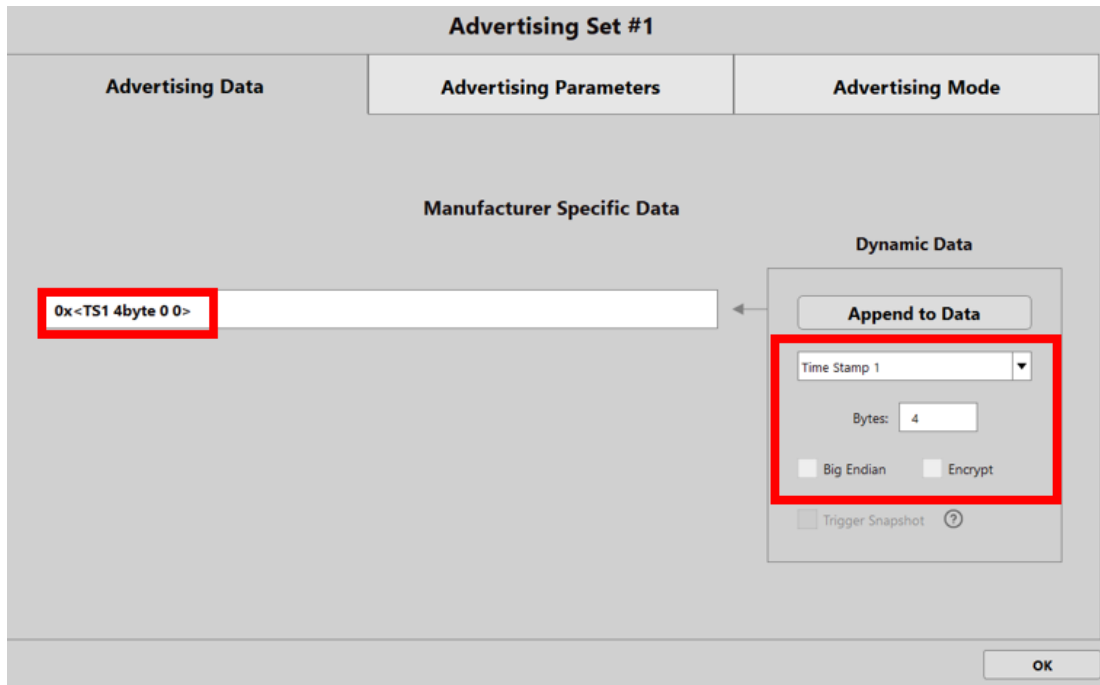 Advertising Set #1
Advertising Data
Advertising Parameters
Advertising Mode
Manufacturer Specific Data
Dynamic Data
0x<TS1 4byte 0 0>
Append to Data
Time Stamp 1
Bytes: 4
Big Endian Encrypt
Trigger Snapshot ?
OK